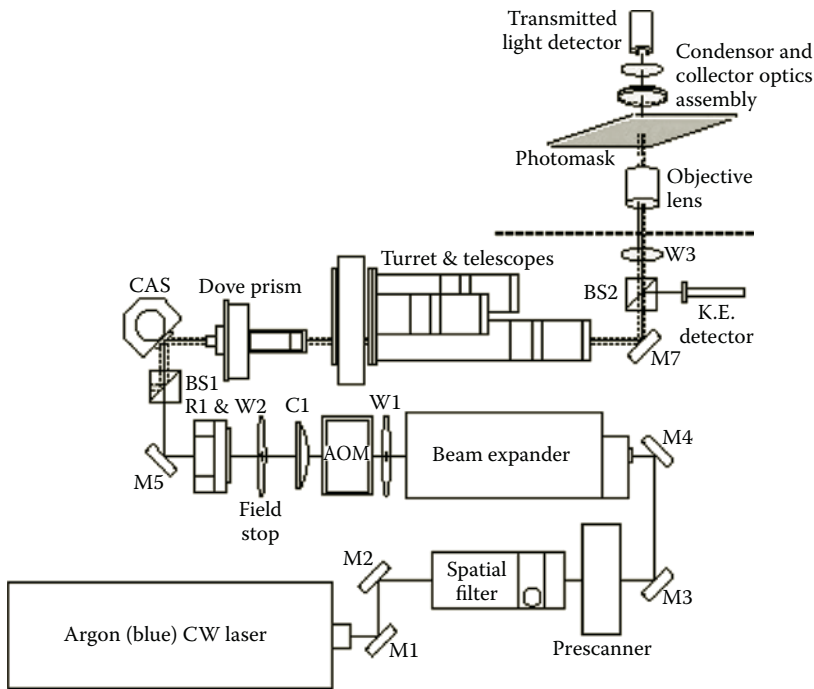 Transmitted
light detector
Condensor and
collector optics
assembly
Photomask
Objective
lens
W3
Turret & telescopes
CAS
Dove prism
BS2
K.E.
detector
M7
BS1
R1 & W2
C1
W1
M4
AOM
Beam expander
M5
Field
stop
M2
Spatial
filter
M3
Argon (blue) CW laser
M1
Prescanner